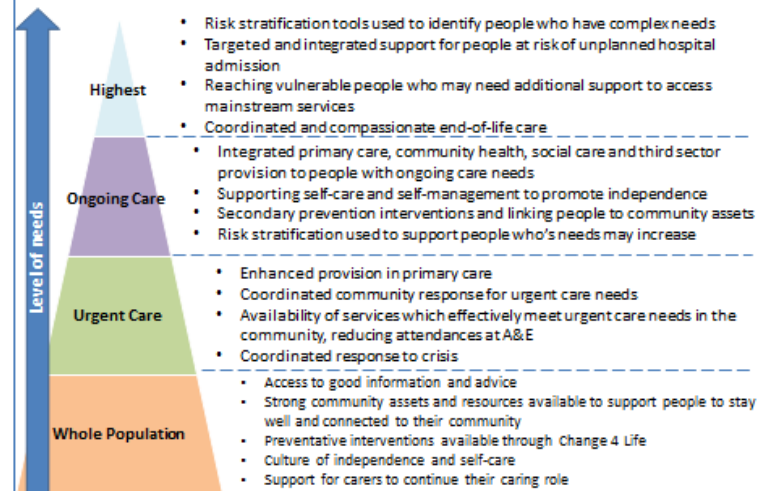 Level of needs
Highest
• Risk stratification tools used to identify people who have complex needs
• Targeted and integrated support for people at risk of unplanned hospital
admission
• Reaching vulnerable people who may need additional support to access
mainstream services
• Coordinated and compassionate end-of-life care
Ongoing Care
• Integrated primary care, community health, social care and third sector
provision to people with ongoing care needs
• Supporting self-care and self-management to promote independence
• Secondary prevention interventions and linking people to community assets
• Risk stratification used to support people who's needs may increase
Urgent Care
• Enhanced provision in primary care
• Coordinated community response for urgent care needs
• Availability of services which effectively meet urgent care needs in the
community, reducing attendances at A&E
• Coordinated response to crisis
Whole Population
• Access to good information and advice
• Strong community assets and resources available to support people to stay
well and connected to their community
• Preventative interventions available through Change 4 Life
• Culture of independence and self-care
• Support for carers to continue their caring role